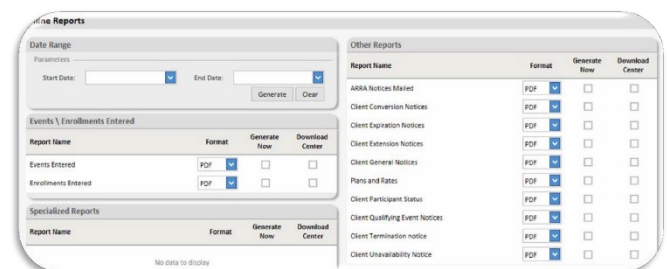 Reports
Date Range
Parameters
Start Date:
End Date:
Generate Clear
Events \ Enrollments Entered
Report Name Format Generate Now Download Center
Events Entered PDF
Enrollments Entered PDF
Specialized Reports
Report Name Format Generate Now Download Center
No data to display
Other Reports
Report Name Format Generate Now Download Center
ARRA Notices Mailed PDF
Client Conversion Notices PDF
Client Expiration Notices PDF
Client Extension Notices PDF
Client General Notices PDF
Plans and Rates PDF
Client Participant Status PDF
Client Qualifying Event Notices PDF
Client Termination notice PDF
Client Unavailability Notice PDF